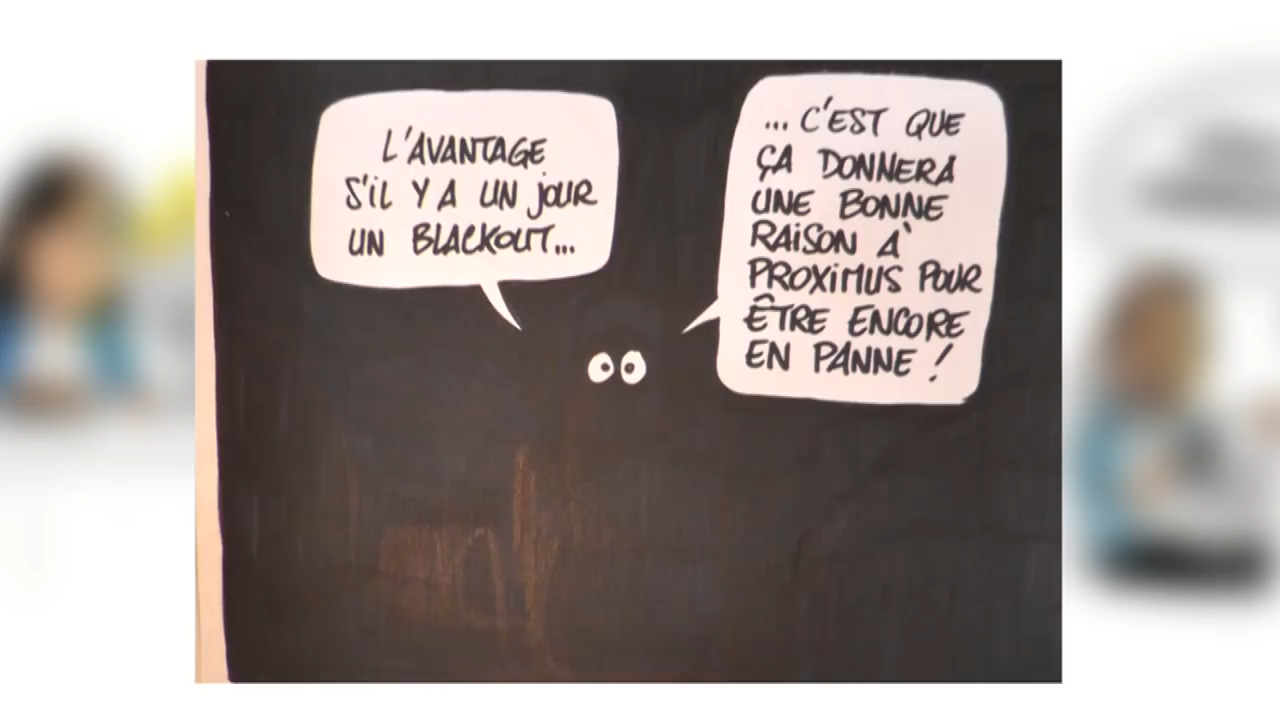 L'AVANTAGE
S'IL Y A UN JOUR
UN BLACKOUT...
... C'EST QUE
ÇA DONNERA
UNE BONNE
RAISON À
PROXIMUS POUR
ÊTRE ENCORE
EN PANNE !